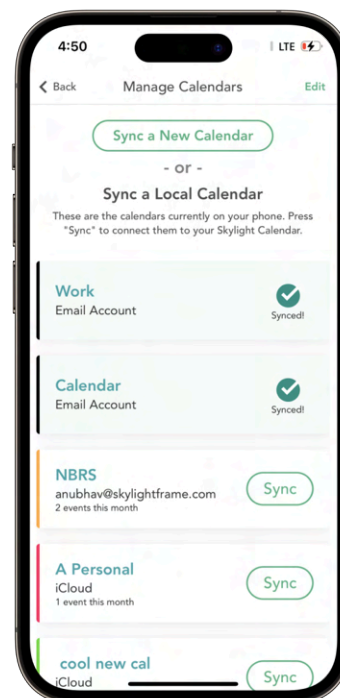 4:50
LTE
Back
Manage Calendars
Edit
Sync a New Calendar
- or -
Sync a Local Calendar
These are the calendars currently on your phone. Press
"Sync" to connect them to your Skylight Calendar.
Work
Email Account
Synced!
Calendar
Email Account
Synced!
NBRS
anubhav@skylightframe.com
2 events this month
Sync
A Personal
iCloud
1 event this month
Sync
cool new cal
iCloud
Sync